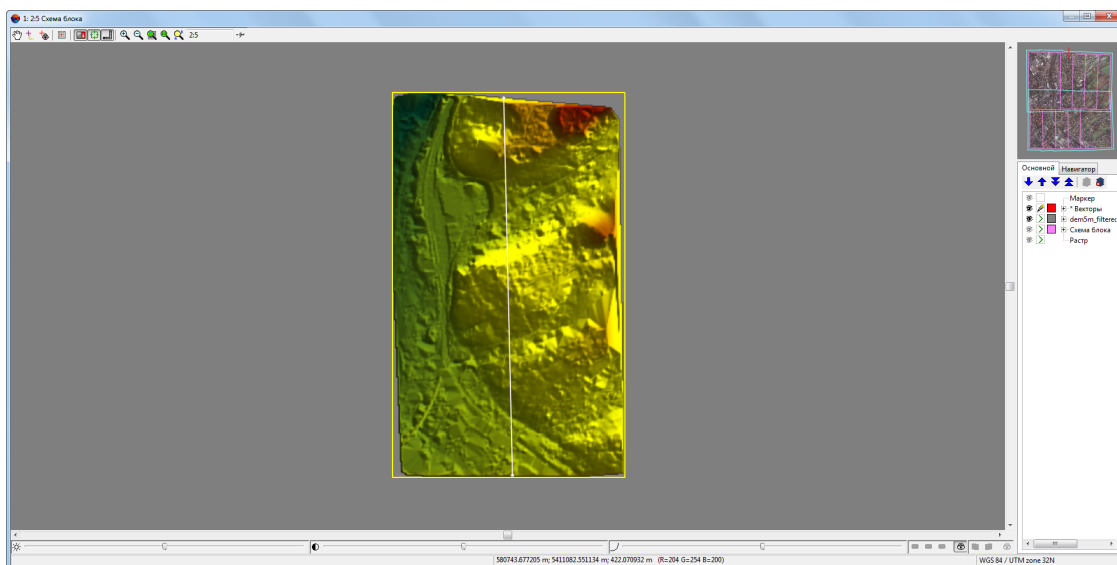 1: 2:5 Схема блока
2:5
Основной
Навигатор
Маркер
* Векторы
dem5m_filtered
Схема блока
Растр
580743.677205 m; 5411082.551134 m; 422.070932 m (R=204 G=254 B=200)
WGS 84 / UTM zone 32N